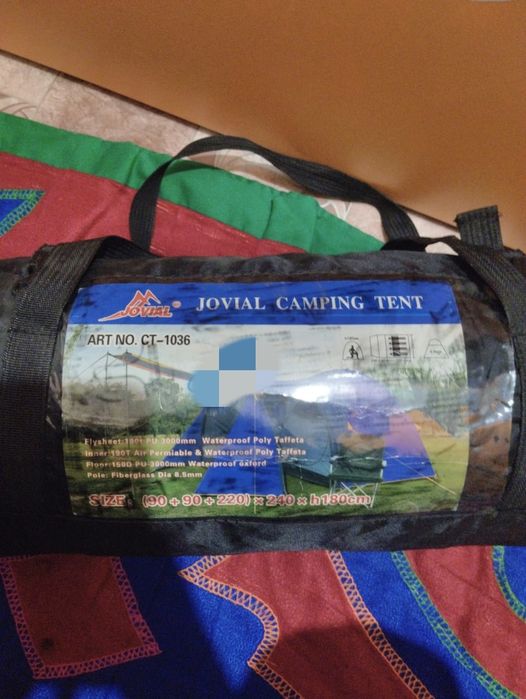 JOVIAL® JOVIAL CAMPING TENT
ART NO. CT-1036
Flysheet:180T PU 3000mm Waterproof Poly Taffeta
Inner:190T Air Permiable & Waterproof Poly Taffeta
Floor:150D PU 3000mm Waterproof oxford
Pole: Fiberglass Dia 8.5mm
SIZE: (90+90+220)×240×h180cm